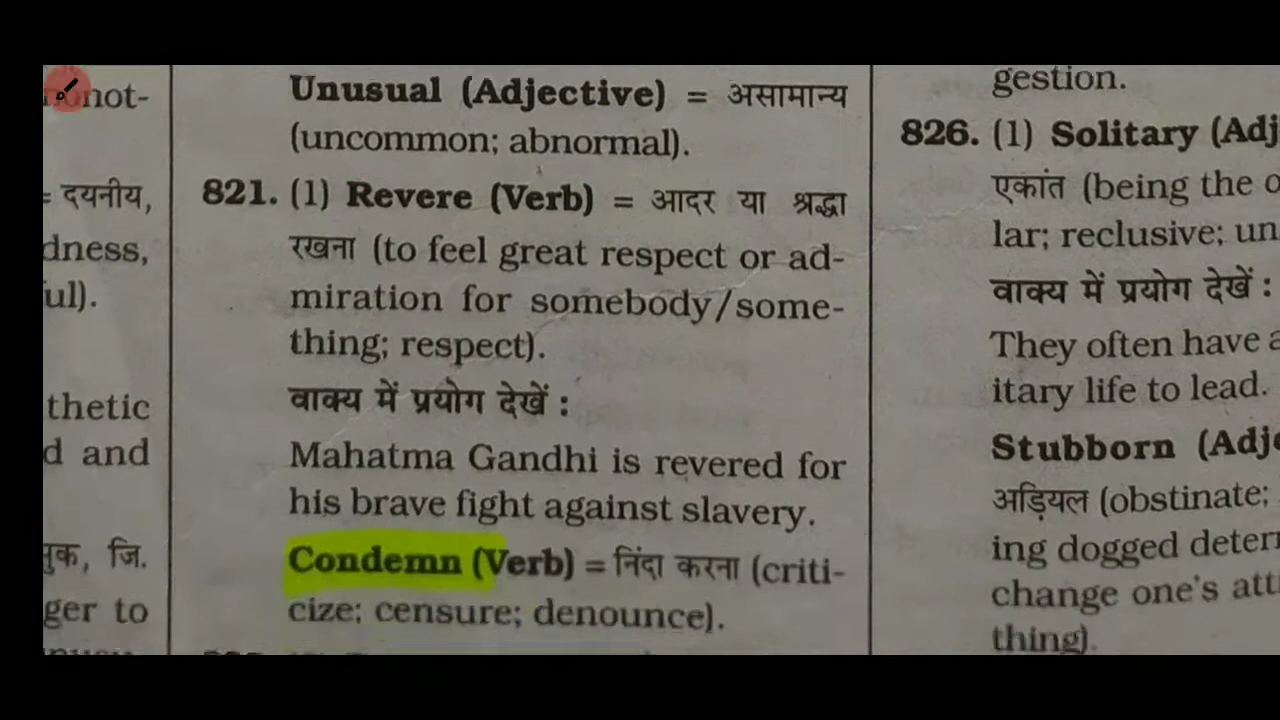 onot-
= दयनीय,
dness,
ful).
thetic
d and
मुक, जि.
ger to
Unusual (Adjective) = असामान्य
(uncommon; abnormal).
821. (1) Revere (Verb) = आदर या श्रद्धा
रखना (to feel great respect or ad-
miration for somebody/some-
thing; respect).
वाक्य में प्रयोग देखें :
Mahatma Gandhi is revered for
his brave fight against slavery.
Condemn (Verb) = निंदा करना (criti-
cize; censure; denounce).
gestion.
826. (1) Solitary (Adj
एकांत (being the o
lar; reclusive; un
वाक्य में प्रयोग देखें :
They often have a
itary life to lead.
Stubborn (Adje
अड़ियल (obstinate;
ing dogged deter
change one's att
thing).